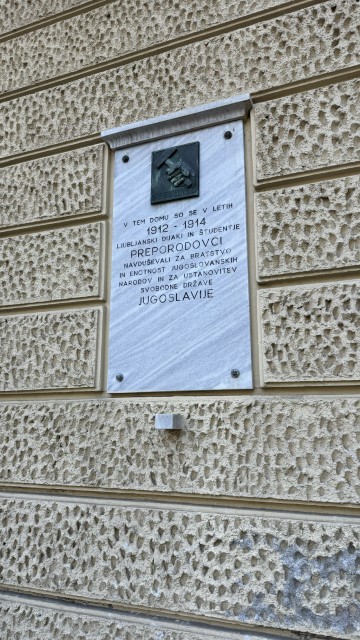 V TEM DOMU SO SE V LETIH
1912 - 1914
LJUBLJANSKI DIJAKI IN ŠTUDENTJE
PREPORODOVCI
NAVDUŠEVALI ZA BRATSTVO
IN ENOTNOST JUGOSLOVANSKIH
NARODOV IN ZA USTANOVITEV
SVOBODNE DRŽAVE
JUGOSLAVIJE